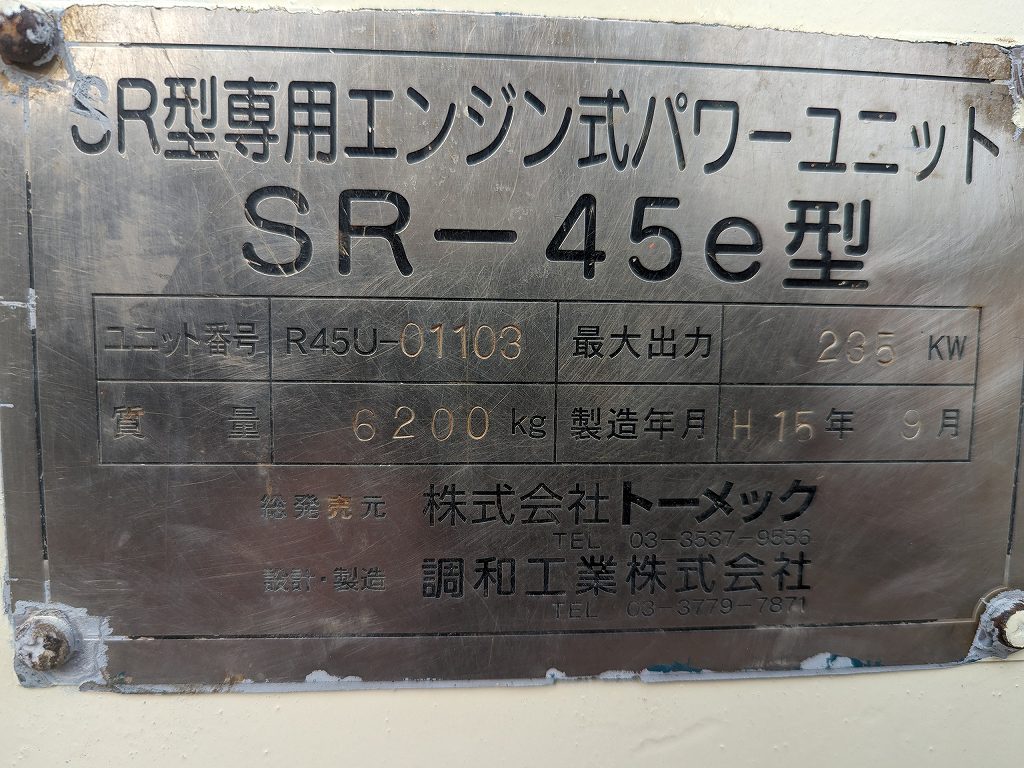 SR型専用エンジン式パワーユニット
SR-45e型
ユニット番号 R45U-01103 最大出力 235 KW
質量 6200 kg 製造年月 H 15年 9月
総発売元 株式会社トーメック
TEL 03-3537-9556
設計・製造 調和工業株式会社
TEL 03-3779-7871